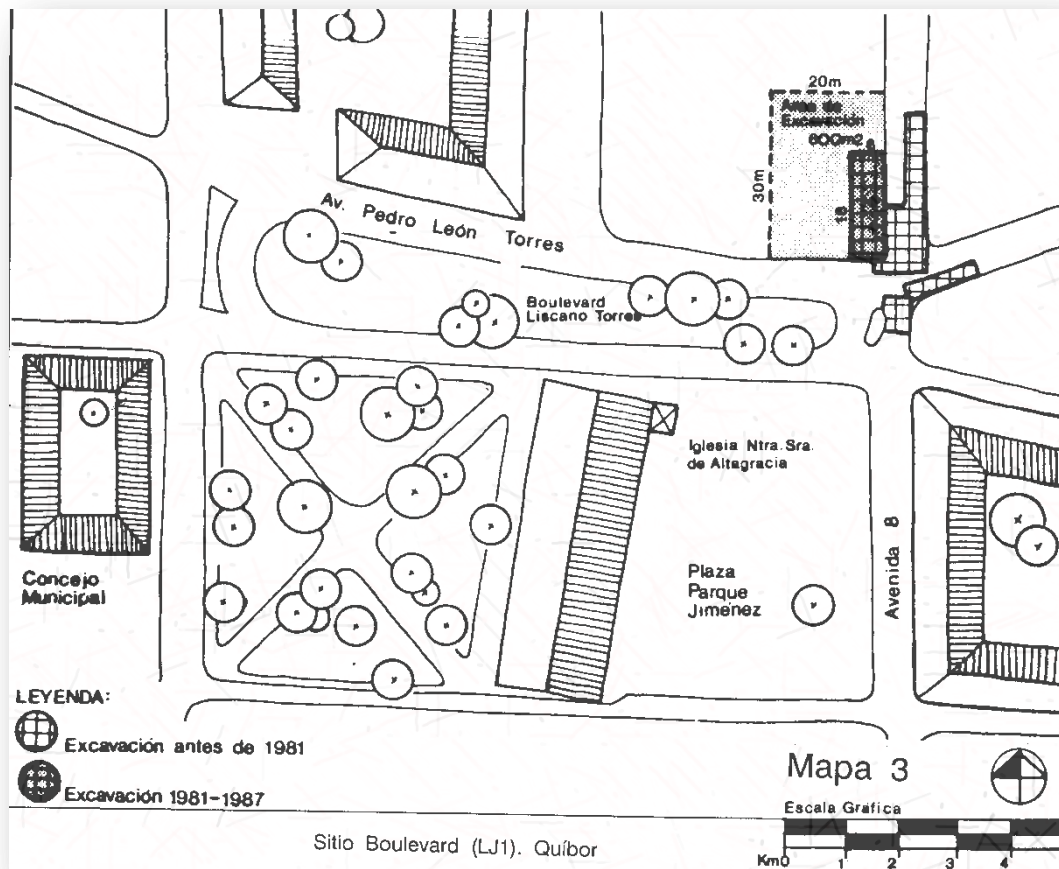 20m
Area de
Excavación
600m2
6
30m
18
Av. Pedro León Torres
Boulevard
Liscano Torres
Iglesia Ntra. Sra.
de Altagracia
Concejo
Municipal
Plaza
Parque
Jimenez
Avenida 8
LEYENDA:
Excavación antes de 1981
Excavación 1981-1987
Mapa 3
Escala Grafica
Km0 1 2 3 4
Sitio Boulevard (LJ1). Quíbor